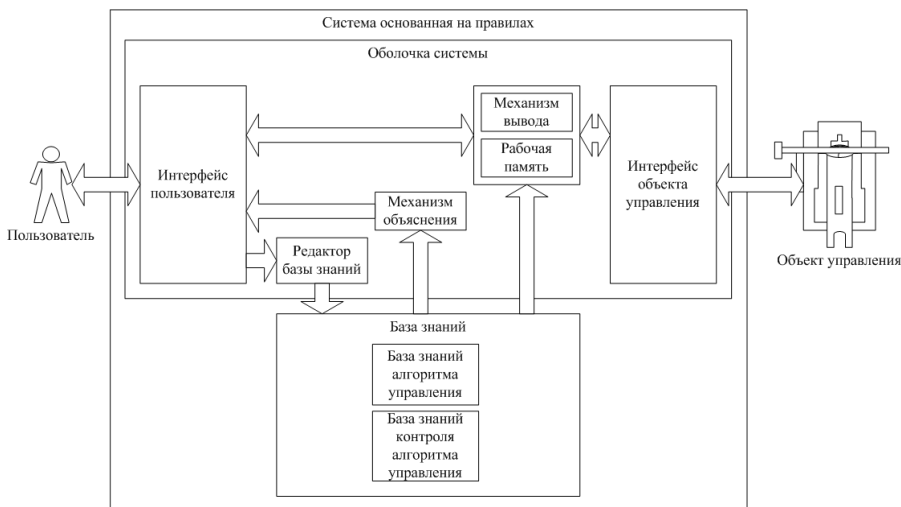 Система основанная на правилах
Оболочка системы
Механизм
вывода
Рабочая
память
Интерфейс
пользователя
Интерфейс
объекта
управления
Механизм
объяснения
Пользователь
Редактор
базы знаний
Объект управления
База знаний
База знаний
алгоритма
управления
База знаний
контроля
алгоритма
управления